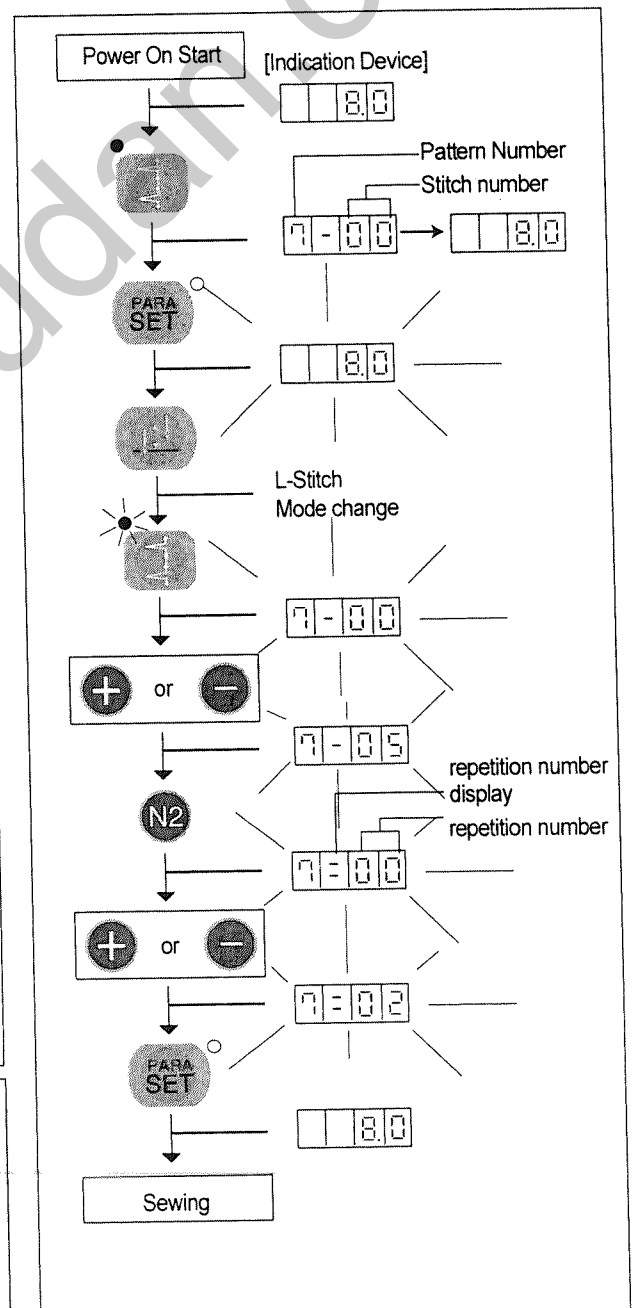 Power On Start
[Indication Device]
8.0
Pattern Number
Stitch number
7-00
8.0
PARA
SET
8.0
L-Stitch
Mode change
7-00
+ or -
7-05
repetition number
display
N2
repetition number
7=00
+ or -
7=02
PARA
SET
8.0
Sewing